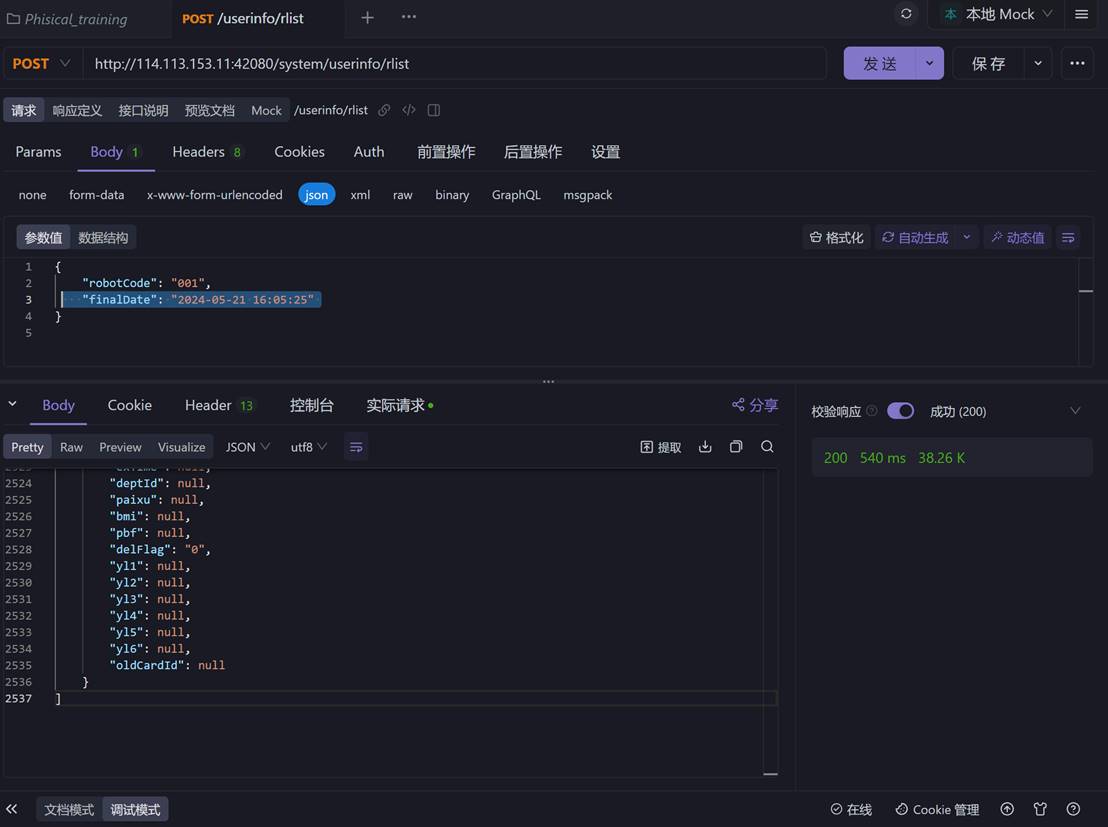 Phisical_training
POST /userinfo/rlist
本地 Mock
POST
http://114.113.153.11:42080/system/userinfo/rlist
发 送
保 存
请求
响应定义
接口说明
预览文档
Mock
/userinfo/rlist
Params
Body 1
Headers 8
Cookies
Auth
前置操作
后置操作
设置
none
form-data
x-www-form-urlencoded
json
xml
raw
binary
GraphQL
msgpack
参数值
数据结构
格式化
自动生成
动态值
1 {
2 "robotCode": "001",
3 "finalDate": "2024-05-21 16:05:25"
4 }
5
Body
Cookie
Header 13
控制台
实际请求
分享
校验响应
成功 (200)
Pretty
Raw
Preview
Visualize
JSON
utf8
提取
200 540 ms 38.26 K
2524 "deptId": null,
2525 "paixu": null,
2526 "bmi": null,
2527 "pbf": null,
2528 "delFlag": "0",
2529 "yl1": null,
2530 "yl2": null,
2531 "yl3": null,
2532 "yl4": null,
2533 "yl5": null,
2534 "yl6": null,
2535 "oldCardId": null
2536 }
2537 ]
文档模式
调试模式
在线
Cookie 管理